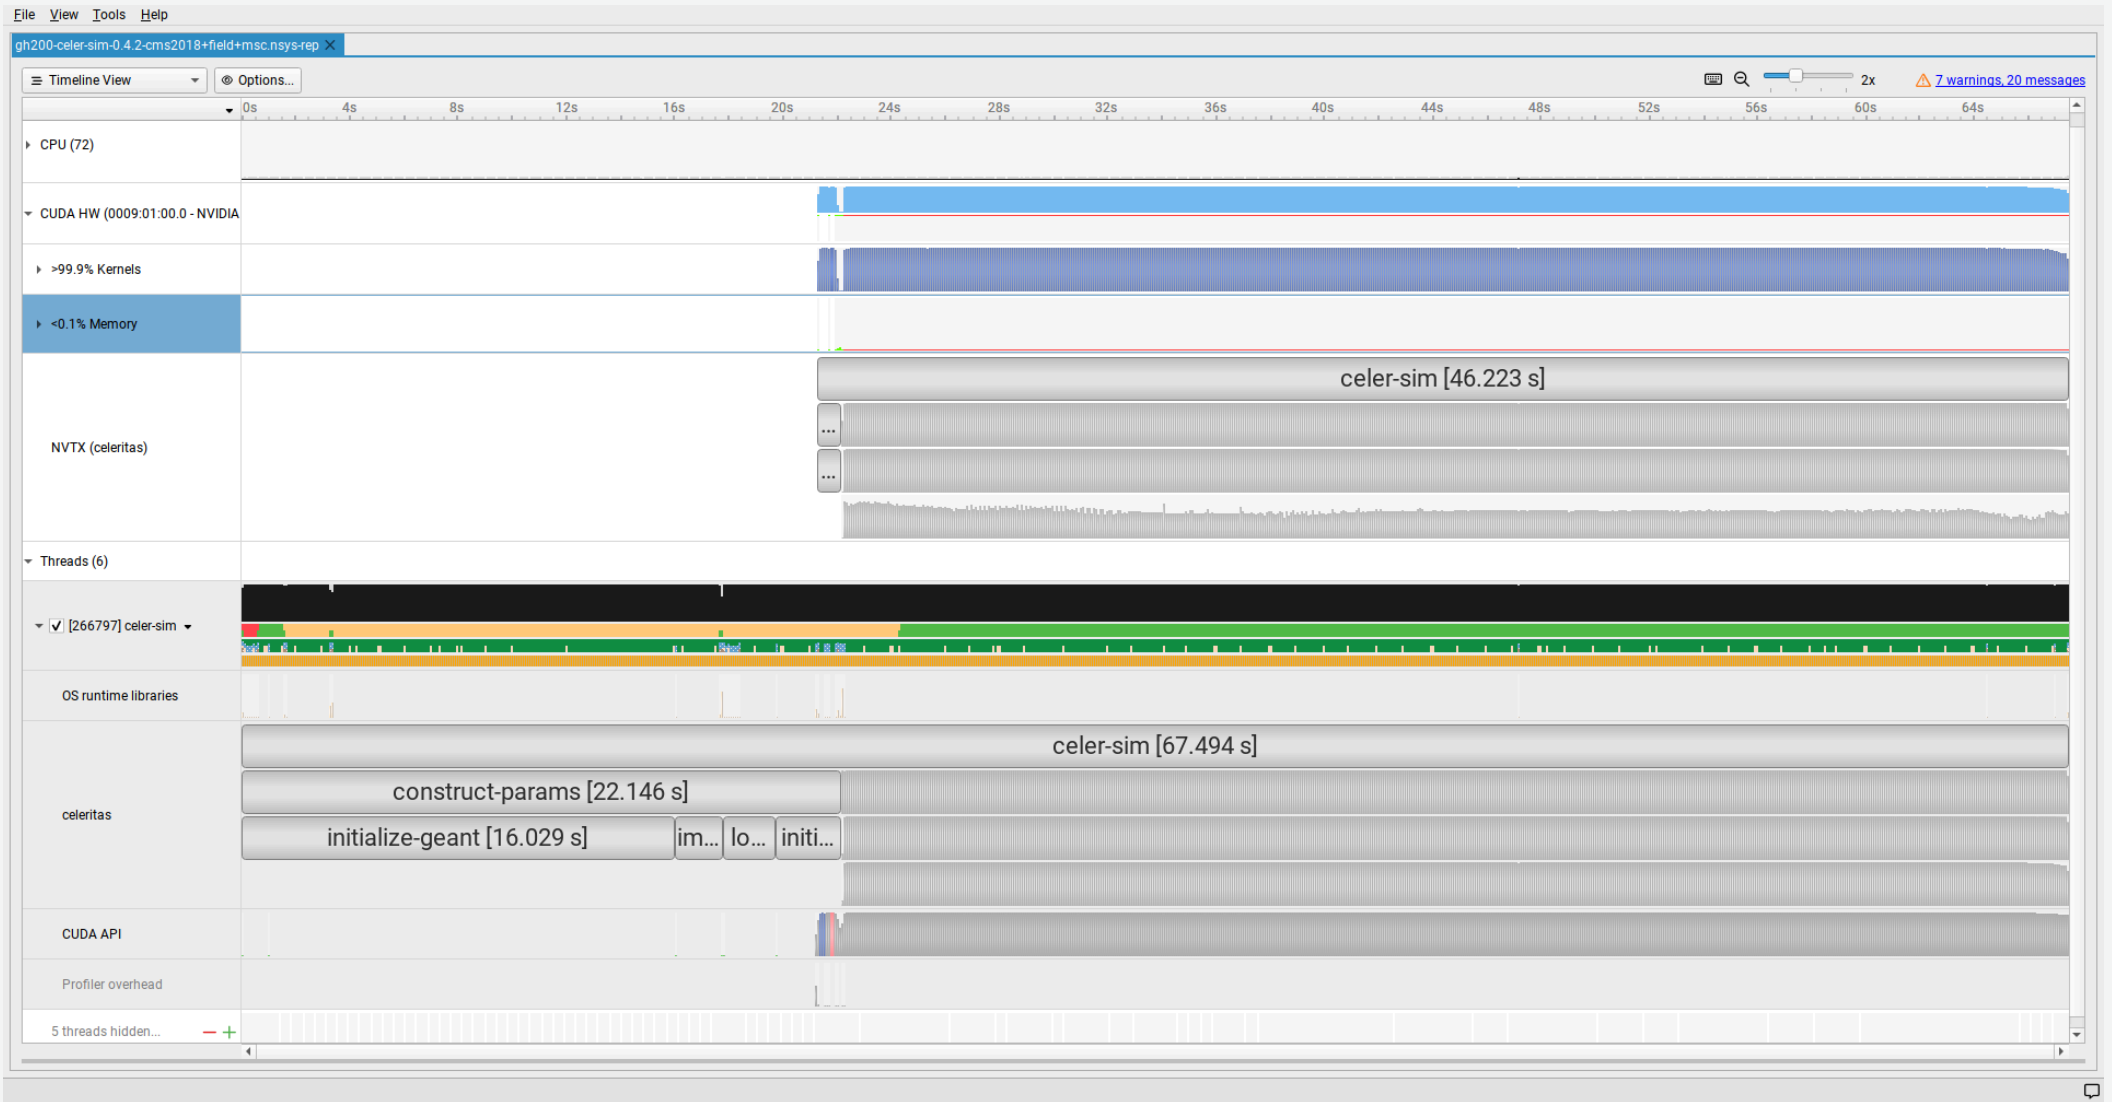 File View Tools Help
gh200-celer-sim-0.4.2-cms2018+field+msc.nsys-rep
Timeline View Options... 2x 7 warnings, 20 messages
0s 4s 8s 12s 16s 20s 24s 28s 32s 36s 40s 44s 48s 52s 56s 60s 64s
CPU (72)
CUDA HW (0009:01:00.0 - NVIDIA
>99.9% Kernels
<0.1% Memory
celer-sim [46.223 s]
...
NVTX (celeritas)
...
Threads (6)
[266797] celer-sim
OS runtime libraries
celer-sim [67.494 s]
construct-params [22.146 s]
celeritas
initialize-geant [16.029 s] im... lo... initi...
CUDA API
Profiler overhead
5 threads hidden...